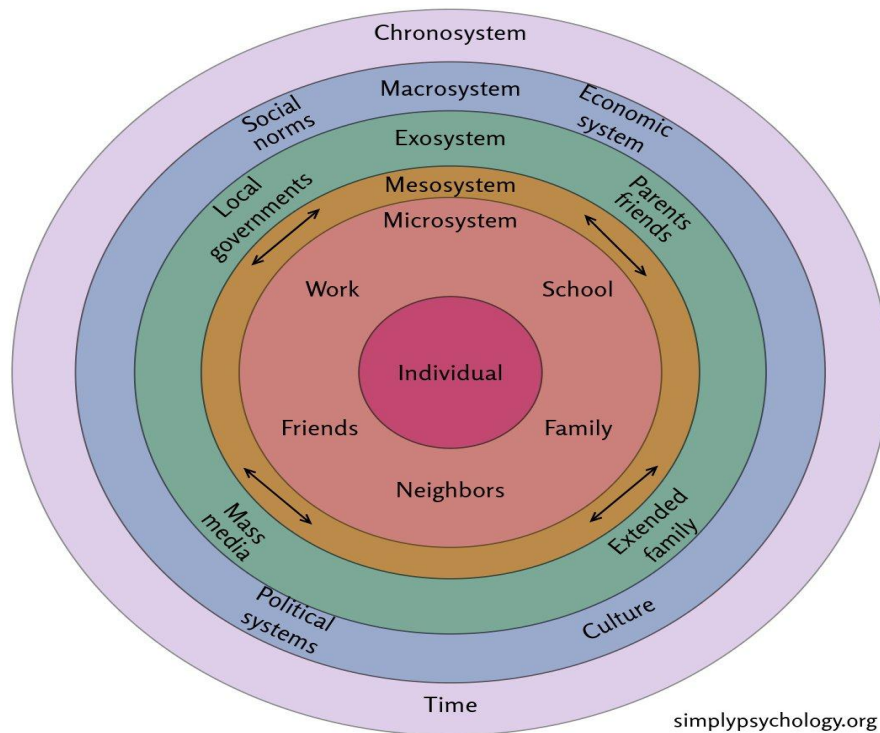 Chronosystem
Macrosystem
Social
norms
Economic
system
Exosystem
Local
governments
Parents
friends
Mesosystem
Microsystem
Work
School
Individual
Friends
Family
Neighbors
Mass
media
Extended
family
Political
systems
Culture
Time
simplypsychology.org